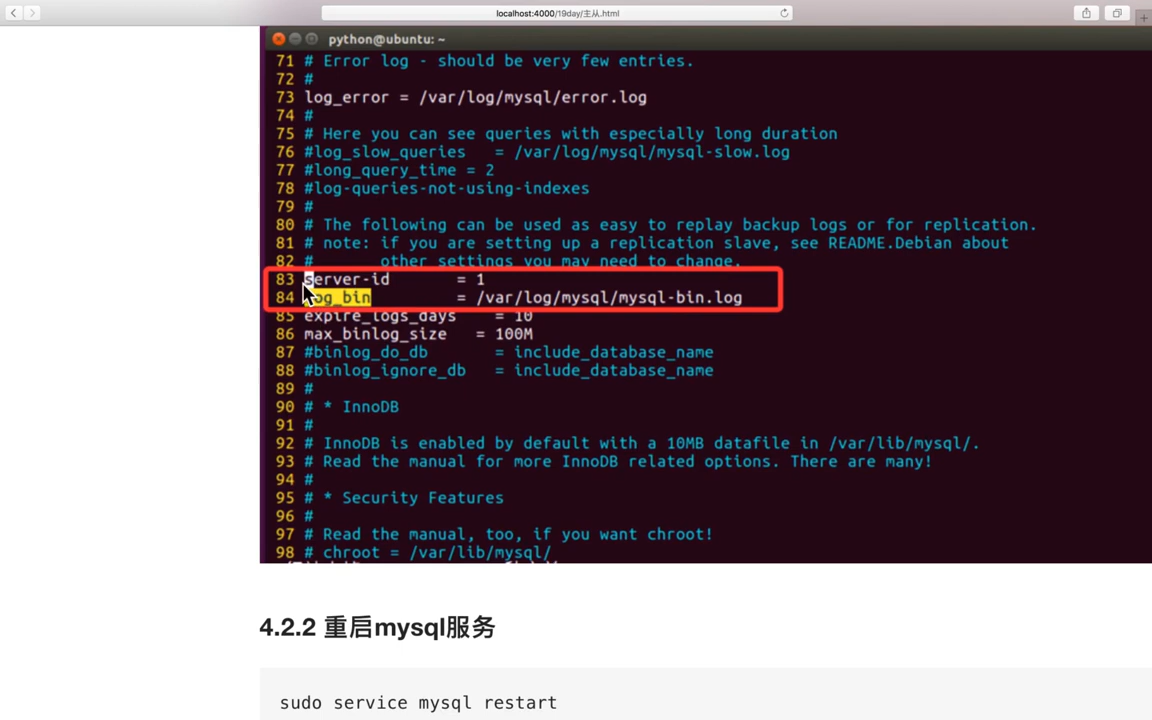 localhost:4000/19day/主从.html
python@ubuntu: ~
71 # Error log - should be very few entries.
72 #
73 log_error = /var/log/mysql/error.log
74 #
75 # Here you can see queries with especially long duration
76 #log_slow_queries   = /var/log/mysql/mysql-slow.log
77 #long_query_time = 2
78 #log-queries-not-using-indexes
79 #
80 # The following can be used as easy to replay backup logs or for replication.
81 # note: if you are setting up a replication slave, see README.Debian about
82 #       other settings you may need to change.
83 server-id       = 1
84 log_bin         = /var/log/mysql/mysql-bin.log
85 expire_logs_days    = 10
86 max_binlog_size   = 100M
87 #binlog_do_db       = include_database_name
88 #binlog_ignore_db   = include_database_name
89 #
90 # * InnoDB
91 #
92 # InnoDB is enabled by default with a 10MB datafile in /var/lib/mysql/.
93 # Read the manual for more InnoDB related options. There are many!
94 #
95 # * Security Features
96 #
97 # Read the manual, too, if you want chroot!
98 # chroot = /var/lib/mysql/
4.2.2 重启mysql服务
sudo service mysql restart